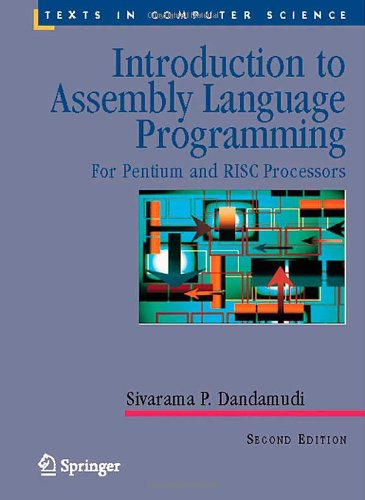 TEXTS IN COMPUTER SCIENCE
Introduction to
Assembly Language
Programming
For Pentium and RISC Processors
Sivarama P. Dandamudi
SECOND EDITION
Springer